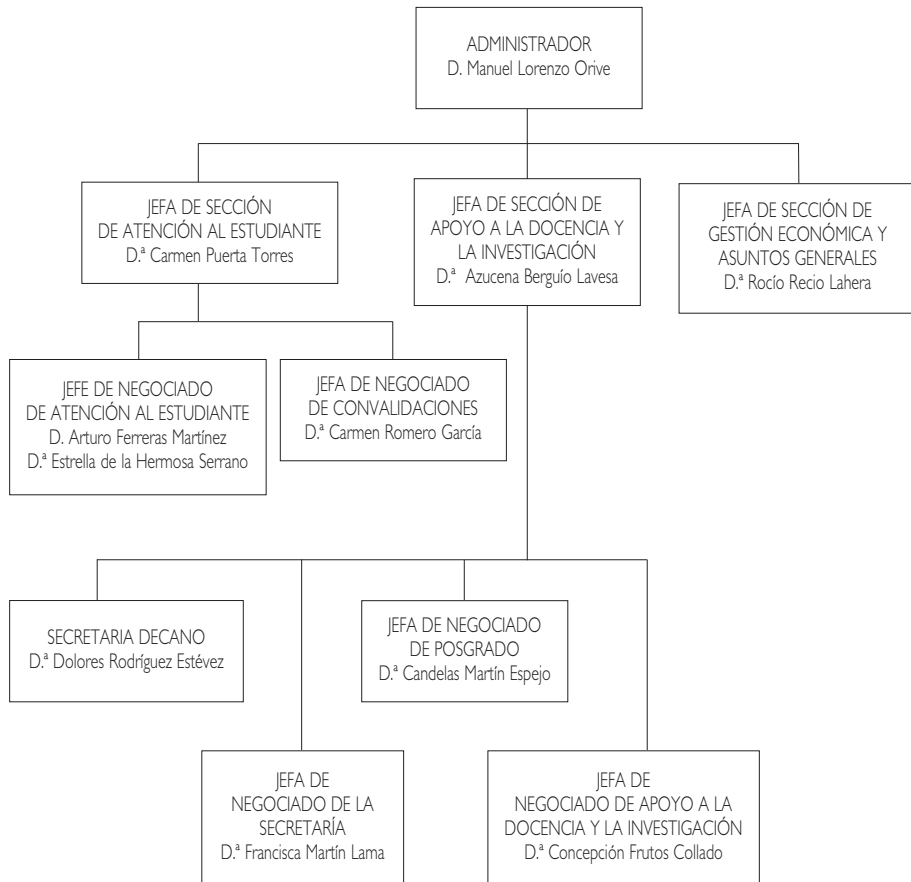 ADMINISTRADOR
D. Manuel Lorenzo Orive
JEFA DE SECCIÓN
DE ATENCIÓN AL ESTUDIANTE
D.ª Carmen Puerta Torres
JEFA DE SECCIÓN DE
APOYO A LA DOCENCIA Y
LA INVESTIGACIÓN
D.ª Azucena Berguío Lavesa
JEFA DE SECCIÓN DE
GESTIÓN ECONÓMICA Y
ASUNTOS GENERALES
D.ª Rocío Recio Lahera
JEFE DE NEGOCIADO
DE ATENCIÓN AL ESTUDIANTE
D. Arturo Ferreras Martínez
D.ª Estrella de la Hermosa Serrano
JEFA DE NEGOCIADO
DE CONVALIDACIONES
D.ª Carmen Romero García
SECRETARIA DECANO
D.ª Dolores Rodríguez Estévez
JEFA DE NEGOCIADO
DE POSGRADO
D.ª Candelas Martín Espejo
JEFA DE
NEGOCIADO DE LA
SECRETARÍA
D.ª Francisca Martín Lama
JEFA DE
NEGOCIADO DE APOYO A LA
DOCENCIA Y LA INVESTIGACIÓN
D.ª Concepción Frutos Collado